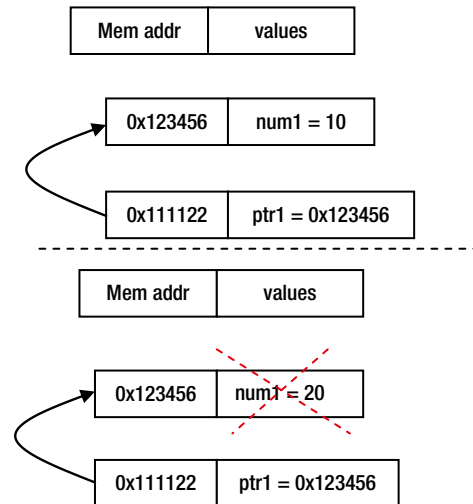 Mem addr values
0x123456 num1 = 10
0x111122 ptr1 = 0x123456
Mem addr values
0x123456 num1 = 20
0x111122 ptr1 = 0x123456